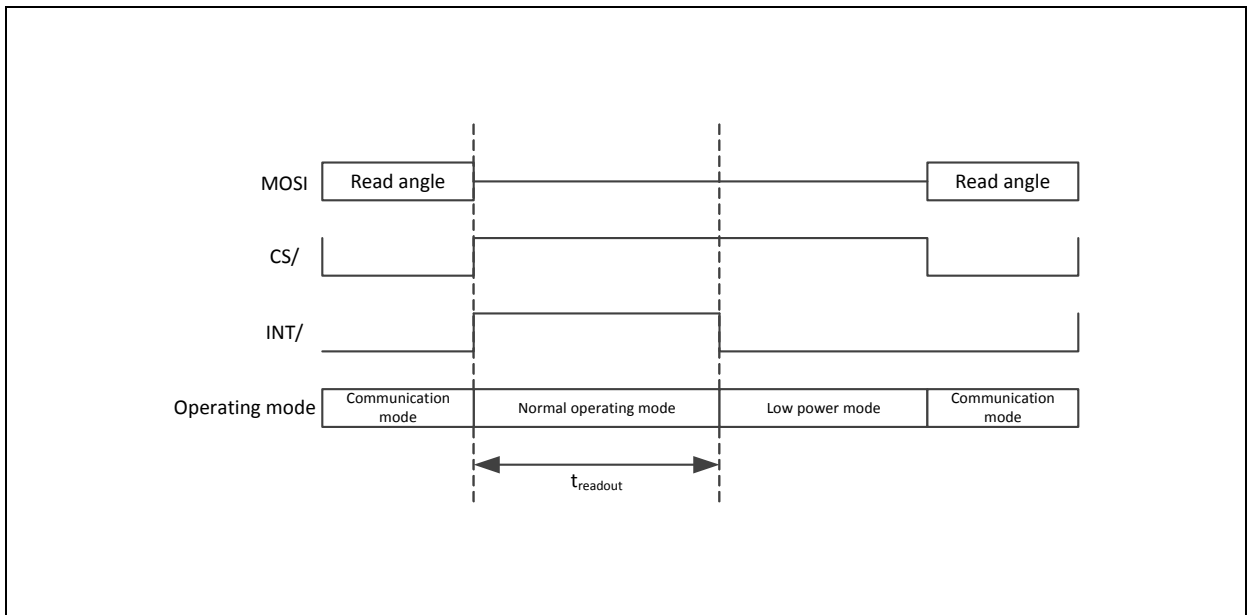 MOSI Read angle Read angle
CS/
INT/
Operating mode Communication mode Normal operating mode Low power mode Communication mode
treadout